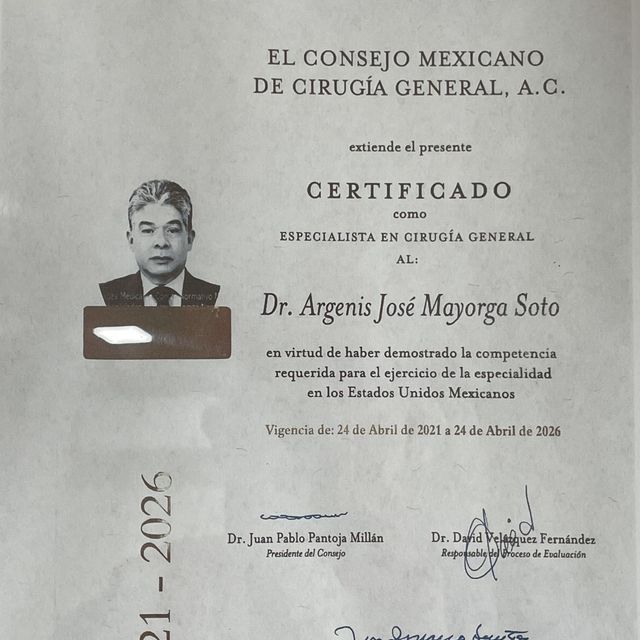 EL CONSEJO MEXICANO
DE CIRUGÍA GENERAL, A.C.
extiende el presente
CERTIFICADO
como
ESPECIALISTA EN CIRUGÍA GENERAL
AL:
Dr. Argenis José Mayorga Soto
en virtud de haber demostrado la competencia
requerida para el ejercicio de la especialidad
en los Estados Unidos Mexicanos
Vigencia de: 24 de Abril de 2021 a 24 de Abril de 2026
Dr. Juan Pablo Pantoja Millán
Presidente del Consejo
Dr. David Velázquez Fernández
Responsable del Proceso de Evaluación
21 - 2026